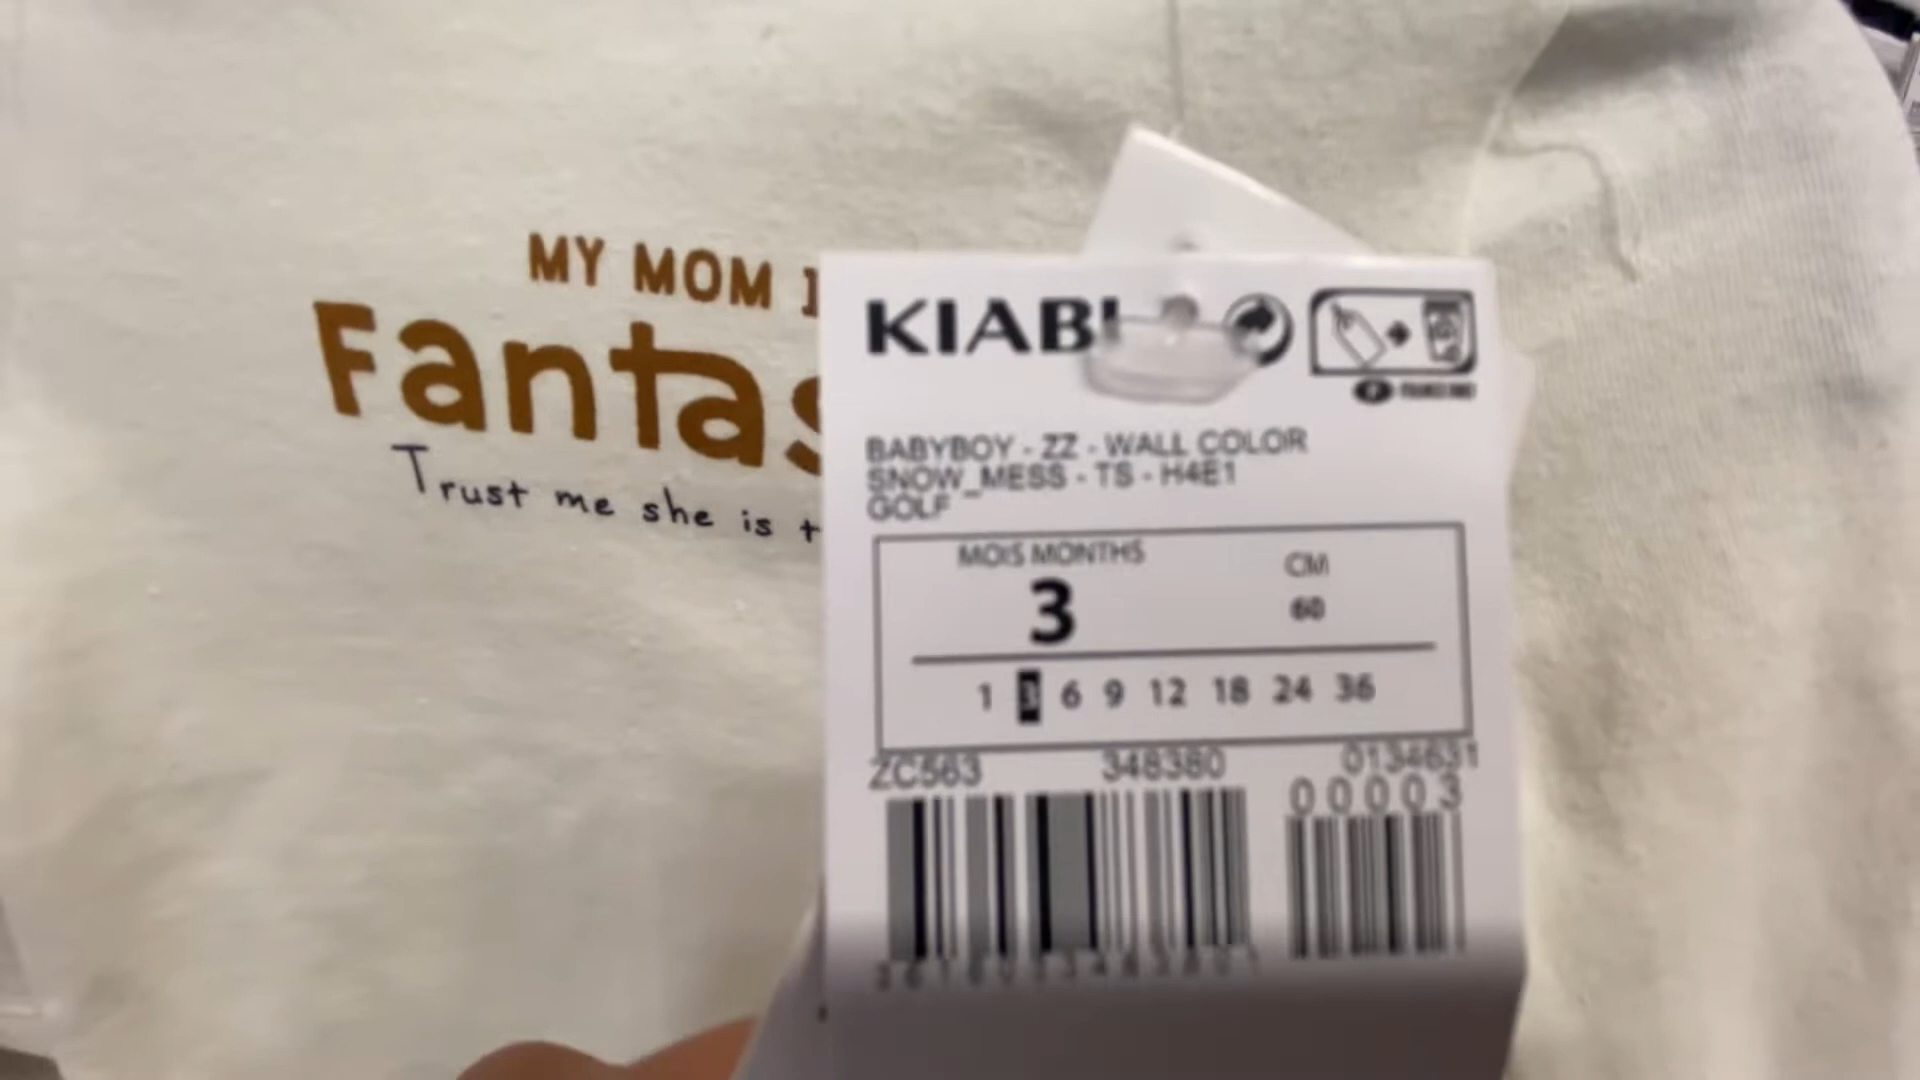 MY MOM
Fantas
Trust me she is
KIABI
BABYBOY - ZZ - WALL COLOR
SNOW_MESS - TS - H4E1
GOLF
MOIS MONTHS
CM
3
60
1 3 6 9 12 18 24 36
ZC563 348380 0134631
00003